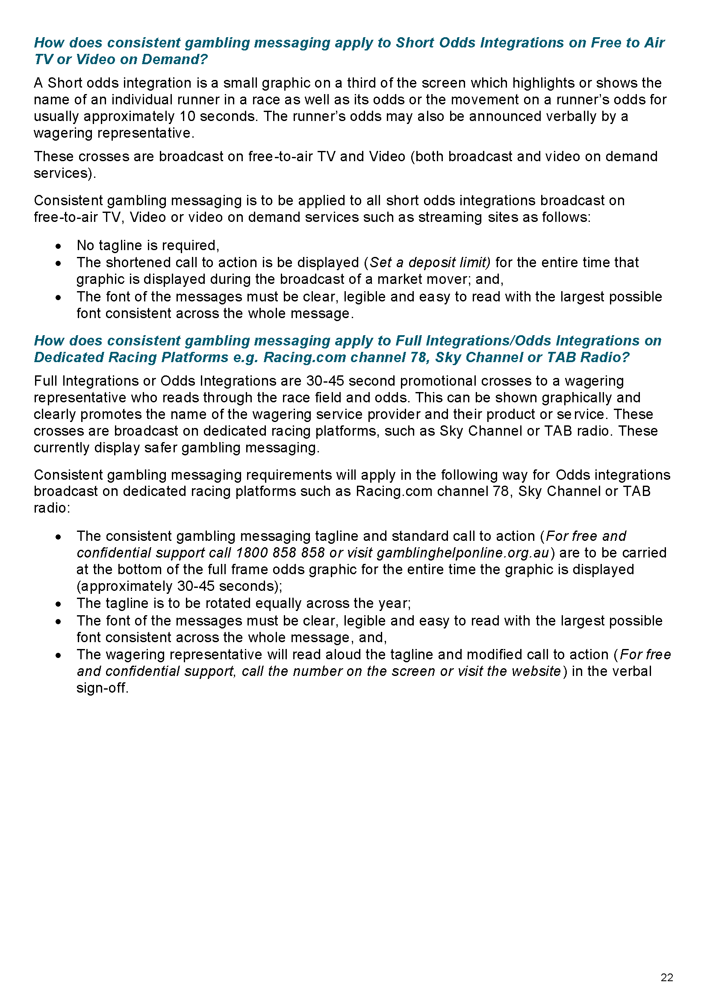 How does consistent gambling messaging apply to Short Odds Integrations on Free to Air
TV or Video on Demand?
A Short odds integration is a small graphic on a third of the screen which highlights or shows the
name of an individual runner in a race as well as its odds or the movement on a runner’s odds for
usually approximately 10 seconds. The runner’s odds may also be announced verbally by a
wagering representative.
These crosses are broadcast on free-to-air TV and Video (both broadcast and video on demand
services).
Consistent gambling messaging is to be applied to all short odds integrations broadcast on
free-to-air TV, Video or video on demand services such as streaming sites as follows:
• No tagline is required,
• The shortened call to action is be displayed (Set a deposit limit) for the entire time that
graphic is displayed during the broadcast of a market mover; and,
• The font of the messages must be clear, legible and easy to read with the largest possible
font consistent across the whole message.
How does consistent gambling messaging apply to Full Integrations/Odds Integrations on
Dedicated Racing Platforms e.g. Racing.com channel 78, Sky Channel or TAB Radio?
Full Integrations or Odds Integrations are 30-45 second promotional crosses to a wagering
representative who reads through the race field and odds. This can be shown graphically and
clearly promotes the name of the wagering service provider and their product or service. These
crosses are broadcast on dedicated racing platforms, such as Sky Channel or TAB radio. These
currently display safer gambling messaging.
Consistent gambling messaging requirements will apply in the following way for Odds integrations
broadcast on dedicated racing platforms such as Racing.com channel 78, Sky Channel or TAB
radio:
• The consistent gambling messaging tagline and standard call to action (For free and
confidential support call 1800 858 858 or visit gamblinghelponline.org.au) are to be carried
at the bottom of the full frame odds graphic for the entire time the graphic is displayed
(approximately 30-45 seconds);
• The tagline is to be rotated equally across the year;
• The font of the messages must be clear, legible and easy to read with the largest possible
font consistent across the whole message, and,
• The wagering representative will read aloud the tagline and modified call to action (For free
and confidential support, call the number on the screen or visit the website) in the verbal
sign-off.
22